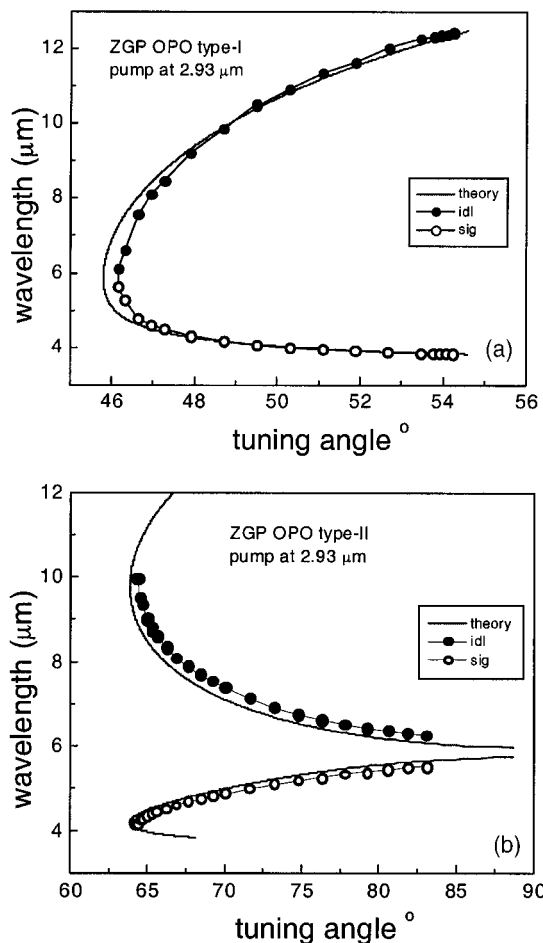 ZGP OPO type-I
pump at 2.93 μm
theory
idl
sig
12
10
8
6
4
wavelength (μm)
(a)
46 48 50 52 54 56
tuning angle °
ZGP OPO type-II
pump at 2.93 μm
theory
idl
sig
12
10
8
6
4
wavelength (μm)
(b)
60 65 70 75 80 85 90
tuning angle °